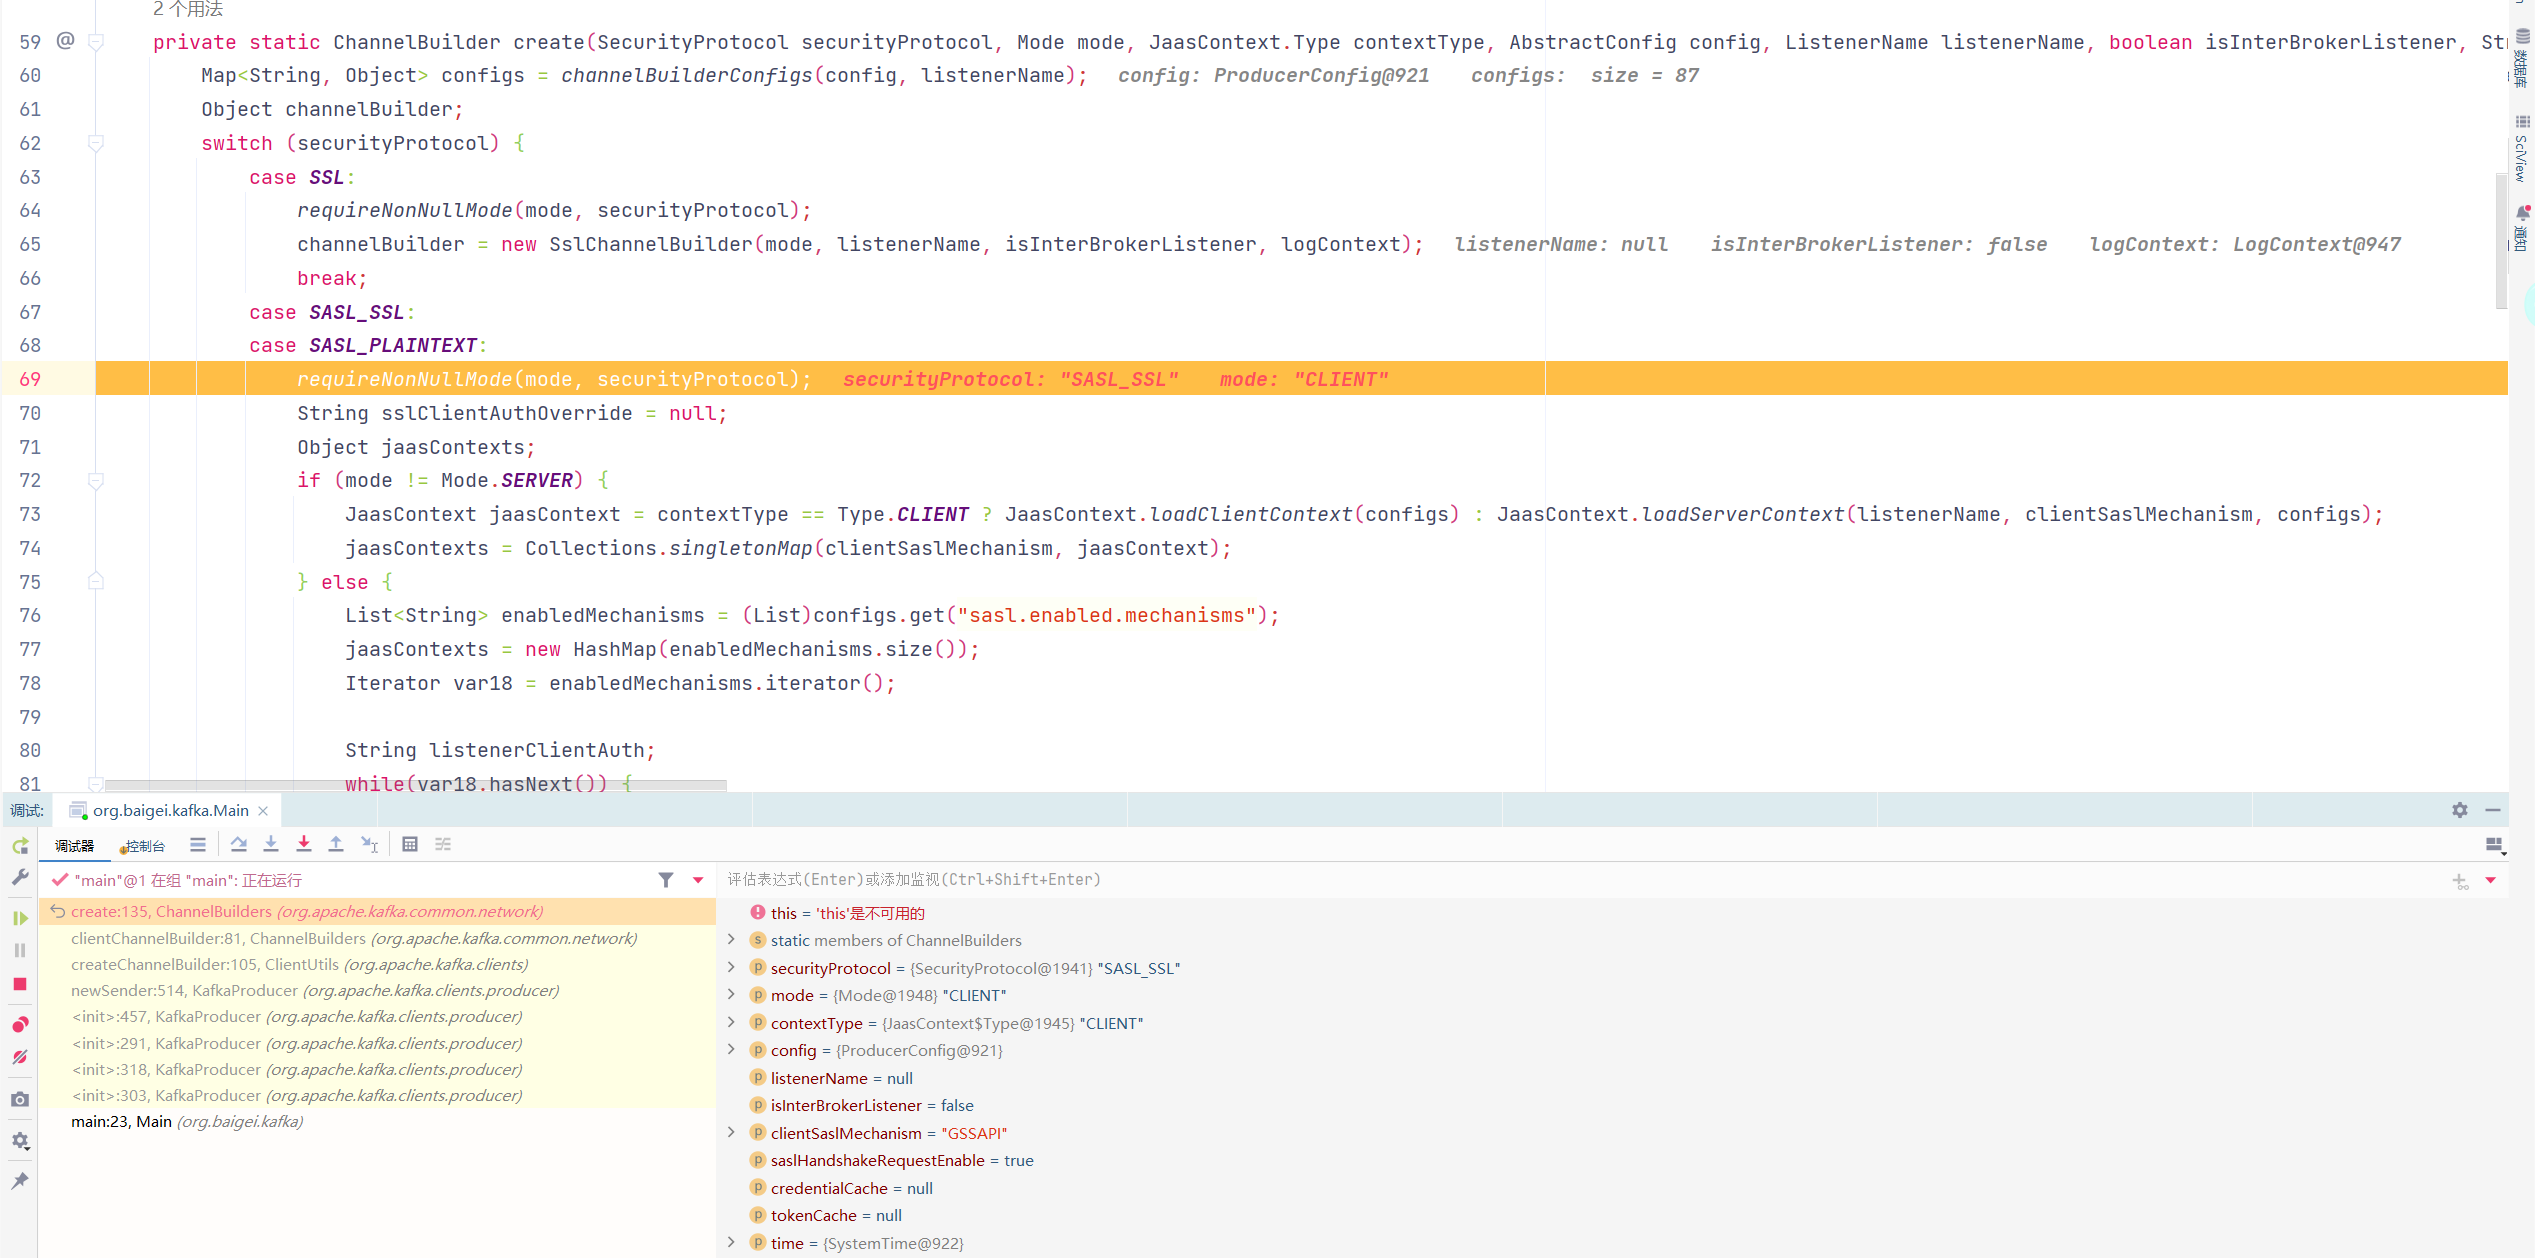 2 个用法
59 @ private static ChannelBuilder create(SecurityProtocol securityProtocol, Mode mode, JaasContext.Type contextType, AbstractConfig config, ListenerName listenerName, boolean isInterBrokerListener, Str
60 Map<String, Object> configs = channelBuilderConfigs(config, listenerName); config: ProducerConfig@921 configs: size = 87
61 Object channelBuilder;
62 switch (securityProtocol) {
63 case SSL:
64 requireNonNullMode(mode, securityProtocol);
65 channelBuilder = new SslChannelBuilder(mode, listenerName, isInterBrokerListener, logContext); listenerName: null isInterBrokerListener: false logContext: LogContext@947
66 break;
67 case SASL_SSL:
68 case SASL_PLAINTEXT:
69 requireNonNullMode(mode, securityProtocol); securityProtocol: "SASL_SSL" mode: "CLIENT"
70 String sslClientAuthOverride = null;
71 Object jaasContexts;
72 if (mode != Mode.SERVER) {
73 JaasContext jaasContext = contextType == Type.CLIENT ? JaasContext.loadClientContext(configs) : JaasContext.loadServerContext(listenerName, clientSaslMechanism, configs);
74 jaasContexts = Collections.singletonMap(clientSaslMechanism, jaasContext);
75 } else {
76 List<String> enabledMechanisms = (List)configs.get("sasl.enabled.mechanisms");
77 jaasContexts = new HashMap(enabledMechanisms.size());
78 Iterator var18 = enabledMechanisms.iterator();
79
80 String listenerClientAuth;
81 while(var18.hasNext()) {
数据库
SciView
通知
调试: org.baigei.kafka.Main
调试器 控制台
"main"@1 在组 "main": 正在运行
create:135, ChannelBuilders (org.apache.kafka.common.network)
clientChannelBuilder:81, ChannelBuilders (org.apache.kafka.common.network)
createChannelBuilder:105, ClientUtils (org.apache.kafka.clients)
newSender:514, KafkaProducer (org.apache.kafka.clients.producer)
<init>:457, KafkaProducer (org.apache.kafka.clients.producer)
<init>:291, KafkaProducer (org.apache.kafka.clients.producer)
<init>:318, KafkaProducer (org.apache.kafka.clients.producer)
<init>:303, KafkaProducer (org.apache.kafka.clients.producer)
main:23, Main (org.baigei.kafka)
评估表达式(Enter)或添加监视(Ctrl+Shift+Enter)
this = 'this'是不可用的
static members of ChannelBuilders
securityProtocol = {SecurityProtocol@1941} "SASL_SSL"
mode = {Mode@1948} "CLIENT"
contextType = {JaasContext$Type@1945} "CLIENT"
config = {ProducerConfig@921}
listenerName = null
isInterBrokerListener = false
clientSaslMechanism = "GSSAPI"
saslHandshakeRequestEnable = true
credentialCache = null
tokenCache = null
time = {SystemTime@922}